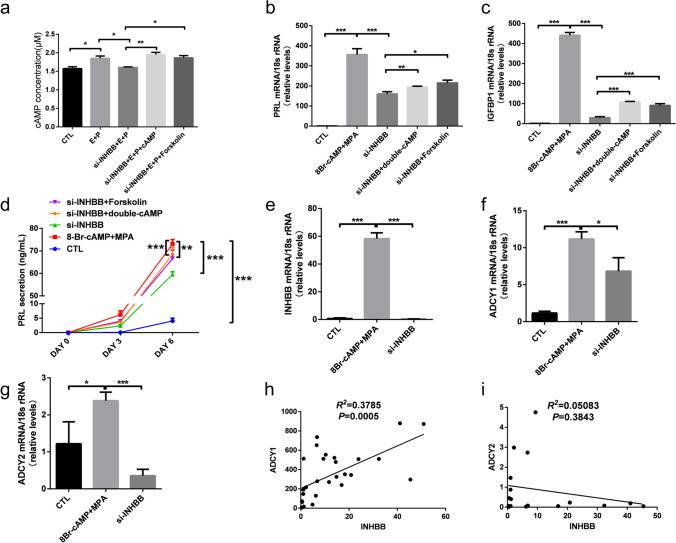 a
cAMP concentration(μM)
2.5
2.0
1.5
1.0
0.5
0.0
*
*
**
*
CTL
E+P
si-INHBB+E+P
si-INHBB+E+P+cAMP
si-INHBB+E+P+Forskolin
b
PRL mRNA/18s rRNA
(relative levels)
500
400
300
200
100
0
***
***
*
**
CTL
8Br-cAMP+MPA
si-INHBB
si-INHBB+double-cAMP
si-INHBB+Forskolin
c
IGFBP1 mRNA/18s rRNA
(relative levels)
500
400
300
200
100
0
***
***
***
***
CTL
8Br-cAMP+MPA
si-INHBB
si-INHBB+double-cAMP
si-INHBB+Forskolin
d
si-INHBB+Forskolin
si-INHBB+double-cAMP
si-INHBB
8-Br-cAMP+MPA
CTL
PRL secretion (ng/mL)
80
70
60
15
10
5
0
***
**
***
***
DAY 0
DAY 3
DAY 6
e
INHBB mRNA/18s rRNA
(relative levels)
80
60
40
20
0
***
***
CTL
8Br-cAMP+MPA
si-INHBB
f
ADCY1 mRNA/18s rRNA
(relative levels)
15
10
5
0
***
*
CTL
8Br-cAMP+MPA
si-INHBB
g
ADCY2 mRNA/18s rRNA
(relative levels)
3
2
1
0
*
***
CTL
8Br-cAMP+MPA
si-INHBB
h
R²=0.3785
P=0.0005
ADCY1
1000
800
600
400
200
0
0
20
40
60
INHBB
i
R²=0.05083
P=0.3843
ADCY2
5
4
3
2
1
0
0
10
20
30
40
50
INHBB